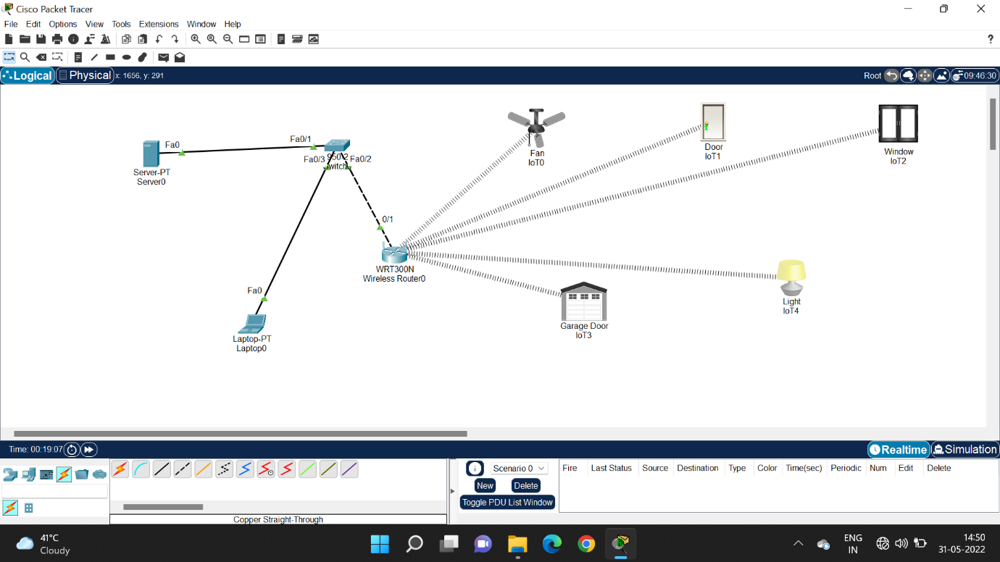 Cisco Packet Tracer
File Edit Options View Tools Extensions Window Help
Logical Physical x: 1656, y: 291 Root 09:46:30
Fa0
Server-PT
Server0
Fa0/1
Fa0/3 Fa0/2
0/1
WRT300N
Wireless Router0
Fa0
Laptop-PT
Laptop0
Fan
IoT0
Door
IoT1
Window
IoT2
Light
IoT4
Garage Door
IoT3
Time: 00:19:07 Realtime Simulation
Scenario 0
New Delete
Toggle PDU List Window
Fire Last Status Source Destination Type Color Time(sec) Periodic Num Edit Delete
Copper Straight-Through
41°C
Cloudy
ENG
IN
14:50
31-05-2022